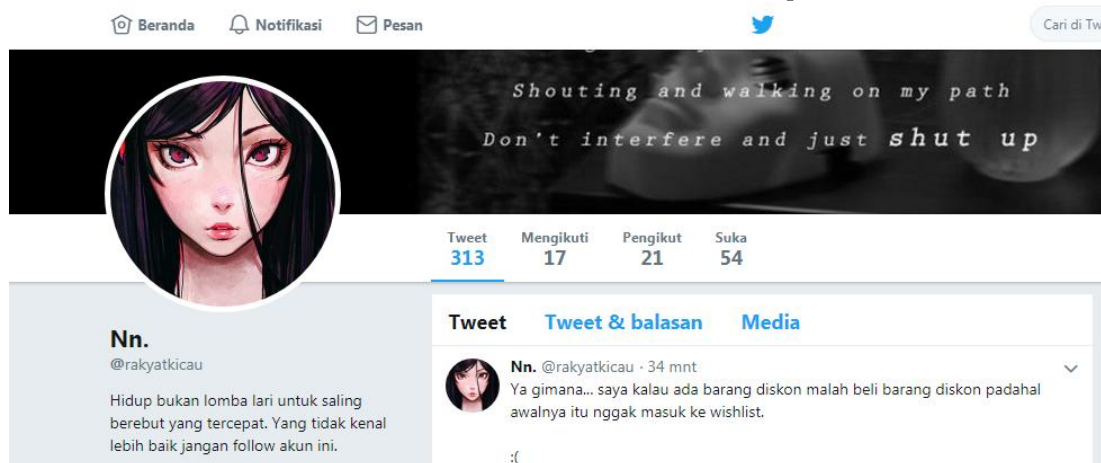 Beranda Notifikasi Pesan
Cari di Tw
Shouting and walking on my path
Don't interfere and just shut up
Tweet Mengikuti Pengikut Suka
313 17 21 54
Nn.
@rakyatkicau
Hidup bukan lomba lari untuk saling
berebut yang tercepat. Yang tidak kenal
lebih baik jangan follow akun ini.
Tweet Tweet & balasan Media
Nn. @rakyatkicau · 34 mnt
Ya gimana... saya kalau ada barang diskon malah beli barang diskon padahal
awalnya itu nggak masuk ke wishlist.
:(